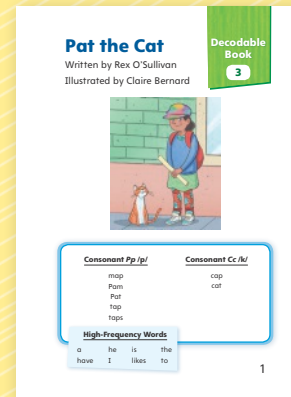 Pat the Cat
Written by Rex O'Sullivan
Illustrated by Claire Bernard
Decodable
Book
3
Consonant Pp /p/
map
Pam
Pat
tap
taps
Consonant Cc /k/
cap
cat
High-Frequency Words
a he is the
have I likes to
1